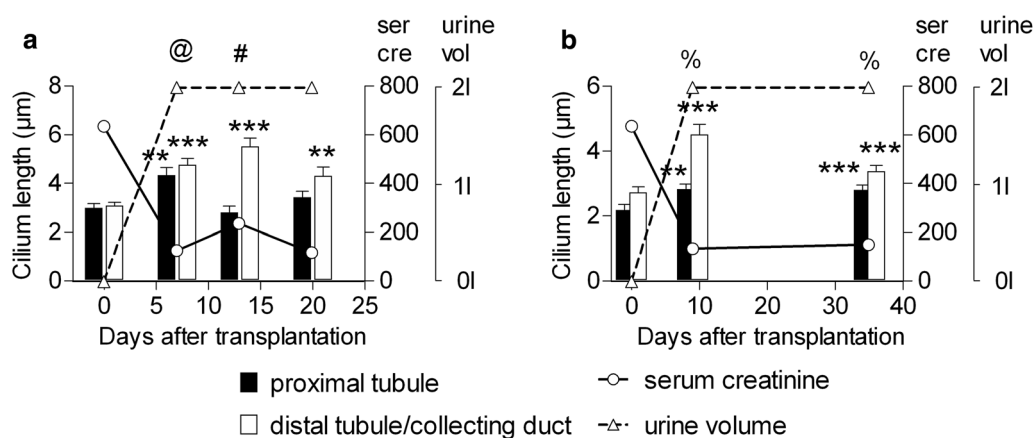 a
@
#
ser cre
urine vol
8
6
4
2
0
Cilium length (µm)
**
***
***
**
800
600
400
200
0
2l
1l
0l
0 5 10 15 20 25
Days after transplantation
b
%
%
ser cre
urine vol
6
4
2
0
Cilium length (µm)
**
***
***
***
800
600
400
200
0
2l
1l
0l
0 10 20 30 40
Days after transplantation
proximal tubule
serum creatinine
distal tubule/collecting duct
urine volume